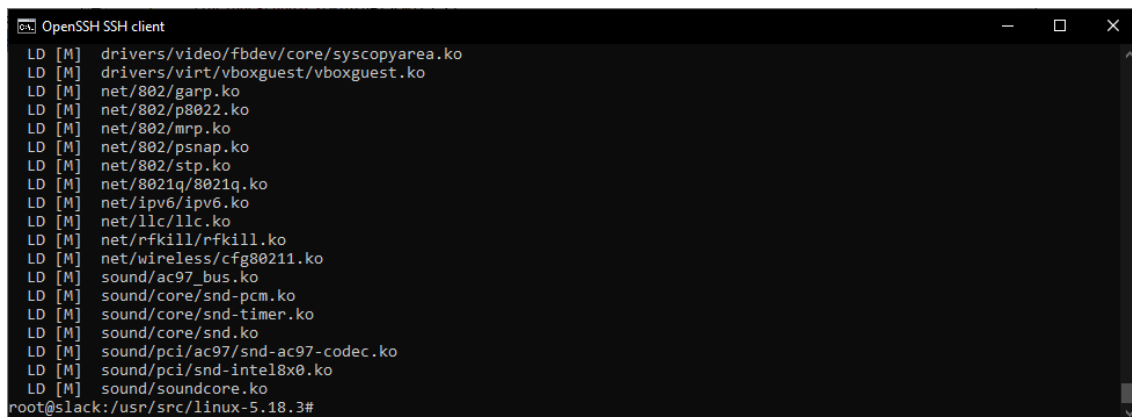 OpenSSH SSH client
LD [M] drivers/video/fbdev/core/syscopyarea.ko
LD [M] drivers/virt/vboxguest/vboxguest.ko
LD [M] net/802/garp.ko
LD [M] net/802/p8022.ko
LD [M] net/802/mrp.ko
LD [M] net/802/psnap.ko
LD [M] net/802/stp.ko
LD [M] net/8021q/8021q.ko
LD [M] net/ipv6/ipv6.ko
LD [M] net/llc/llc.ko
LD [M] net/rfkill/rfkill.ko
LD [M] net/wireless/cfg80211.ko
LD [M] sound/ac97_bus.ko
LD [M] sound/core/snd-pcm.ko
LD [M] sound/core/snd-timer.ko
LD [M] sound/core/snd.ko
LD [M] sound/pci/ac97/snd-ac97-codec.ko
LD [M] sound/pci/snd-intel8x0.ko
LD [M] sound/soundcore.ko
root@slack:/usr/src/linux-5.18.3#